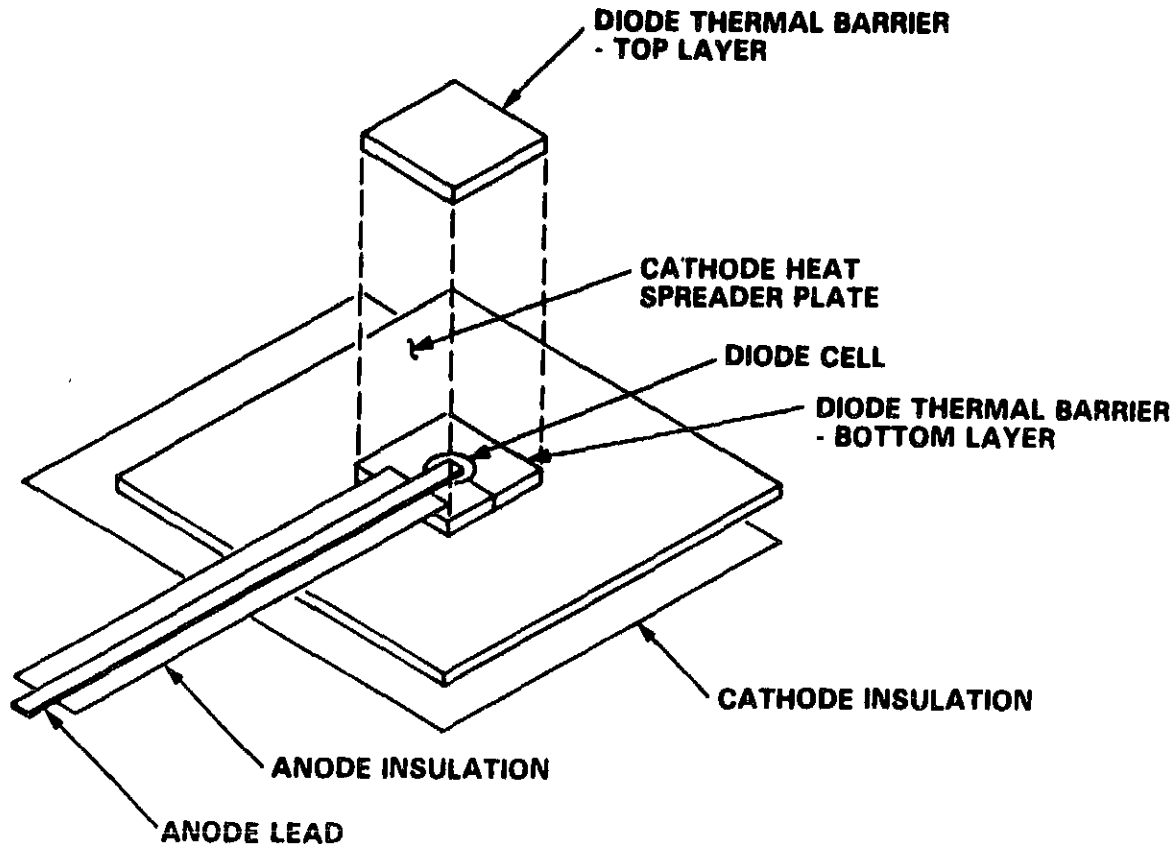 DIODE THERMAL BARRIER
- TOP LAYER
CATHODE HEAT
SPREADER PLATE
DIODE CELL
DIODE THERMAL BARRIER
- BOTTOM LAYER
CATHODE INSULATION
ANODE INSULATION
ANODE LEAD